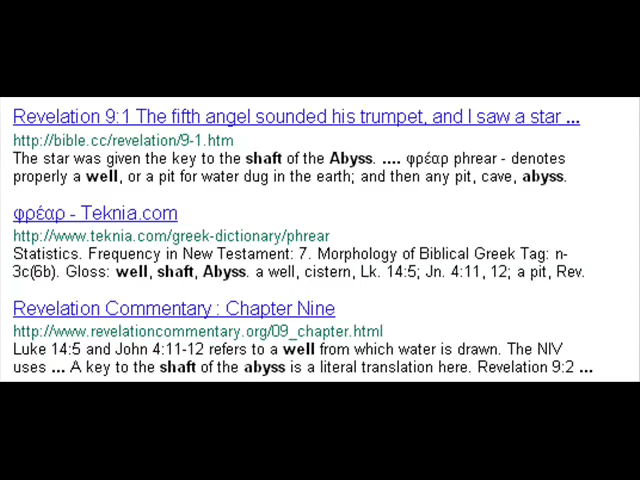 Revelation 9:1 The fifth angel sounded his trumpet, and I saw a star ...
http://bible.cc/revelation/9-1.htm
The star was given the key to the shaft of the Abyss. .... φρέαρ phrear - denotes
properly a well, or a pit for water dug in the earth; and then any pit, cave, abyss.
φρέαρ - Teknia.com
http://www.teknia.com/greek-dictionary/phrear
Statistics. Frequency in New Testament: 7. Morphology of Biblical Greek Tag: n-
3c(6b). Gloss: well, shaft, Abyss. a well, cistern, Lk. 14:5; Jn. 4:11, 12; a pit, Rev.
Revelation Commentary : Chapter Nine
http://www.revelationcommentary.org/09_chapter.html
Luke 14:5 and John 4:11-12 refers to a well from which water is drawn. The NIV
uses ... A key to the shaft of the abyss is a literal translation here. Revelation 9:2 ...